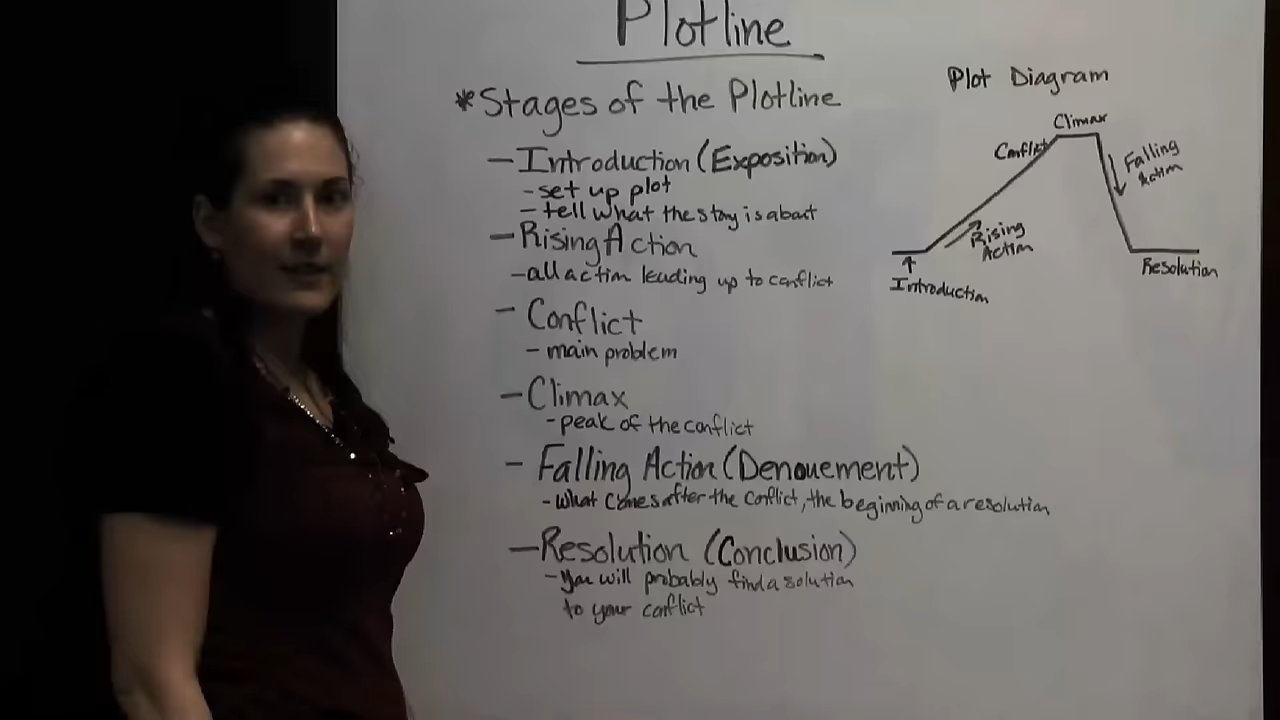 Plotline
*Stages of the Plotline
- Introduction (Exposition)
- set up plot
- tell what the story is about
- Rising Action
- all action leading up to conflict
- Conflict
- main problem
- Climax
- peak of the conflict
- Falling Action (Denouement)
- what comes after the conflict, the beginning of a resolution
- Resolution (Conclusion)
- you will probably find a solution
to your conflict
Plot Diagram
Climax
Conflict
Falling
Action
Rising
Action
Introduction
Resolution